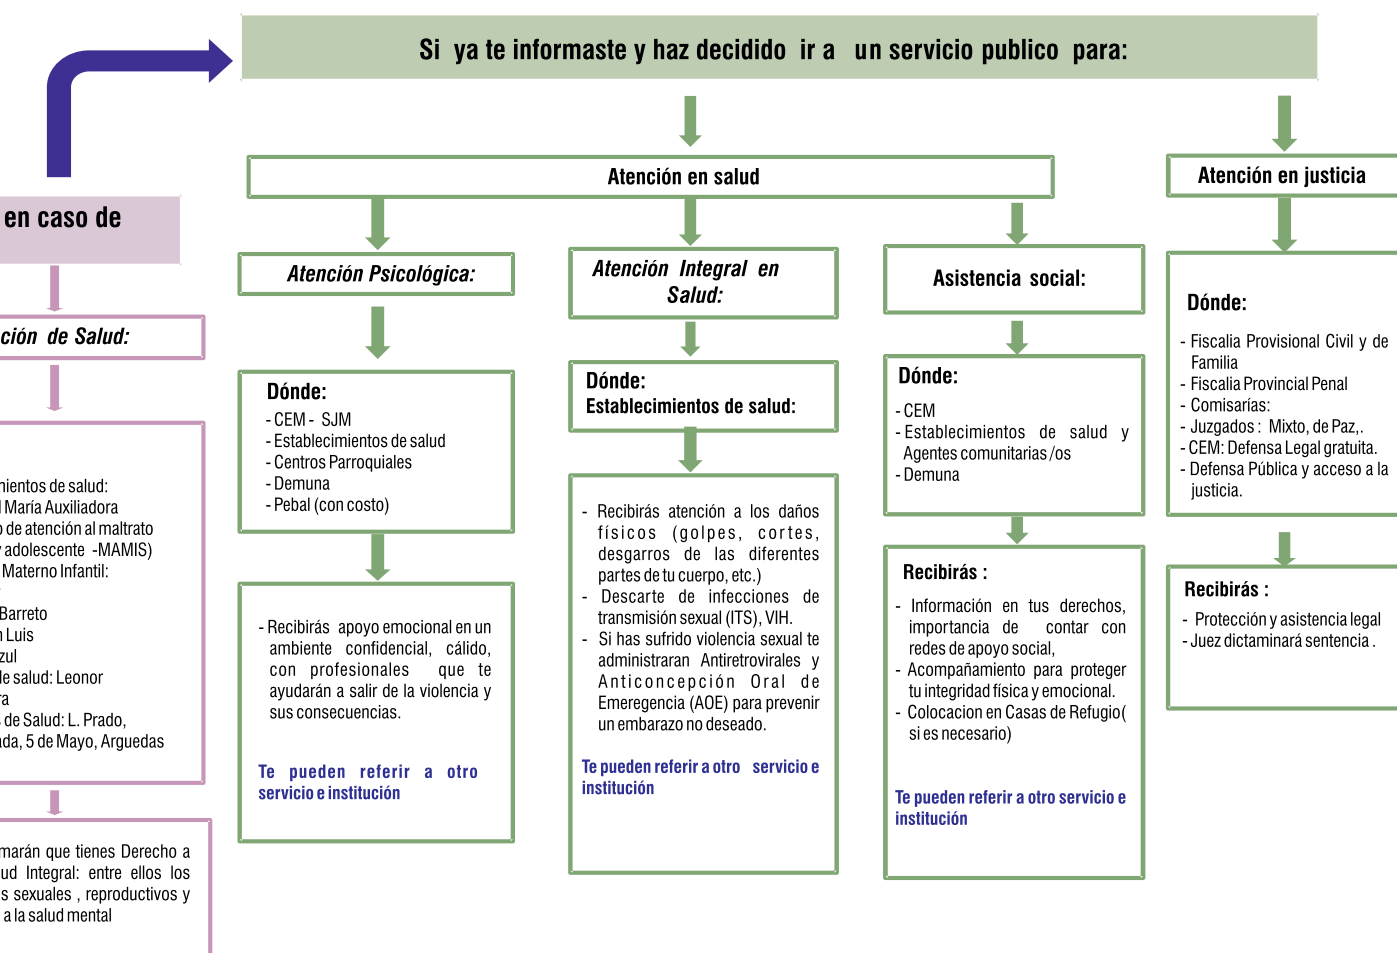 Si ya te informaste y haz decidido ir a un servicio publico para:
en caso de
ción de Salud:
mientos de salud:
l María Auxiliadora
o de atención al maltrato
y adolescente -MAMIS)
Materno Infantil:
Barreto
n Luis
zul
de salud: Leonor
ra
s de Salud: L. Prado,
ada, 5 de Mayo, Arguedas
marán que tienes Derecho a
ud Integral: entre ellos los
s sexuales , reproductivos y
a la salud mental
Atención en salud
Atención Psicológica:
Dónde:
- CEM - SJM
- Establecimientos de salud
- Centros Parroquiales
- Demuna
- Pebal (con costo)
- Recibirás apoyo emocional en un
ambiente confidencial, cálido,
con profesionales que te
ayudarán a salir de la violencia y
sus consecuencias.
Te pueden referir a otro
servicio e institución
Atención Integral en
Salud:
Dónde:
Establecimientos de salud:
- Recibirás atención a los daños
físicos (golpes, cortes,
desgarros de las diferentes
partes de tu cuerpo, etc.)
- Descarte de infecciones de
transmisión sexual (ITS), VIH.
- Si has sufrido violencia sexual te
administraran Antiretrovirales y
Anticoncepción Oral de
Emeregencia (AOE) para prevenir
un embarazo no deseado.
Te pueden referir a otro servicio e
institución
Asistencia social:
Dónde:
- CEM
- Establecimientos de salud y
Agentes comunitarias /os
- Demuna
Recibirás :
- Información en tus derechos,
importancia de contar con
redes de apoyo social,
- Acompañamiento para proteger
tu integridad física y emocional.
- Colocacion en Casas de Refugio(
si es necesario)
Te pueden referir a otro servicio e
institución
Atención en justicia
Dónde:
- Fiscalia Provisional Civil y de
Familia
- Fiscalia Provincial Penal
- Comisarías:
- Juzgados : Mixto, de Paz,.
- CEM: Defensa Legal gratuita.
- Defensa Pública y acceso a la
justicia.
Recibirás :
- Protección y asistencia legal
- Juez dictaminará sentencia .